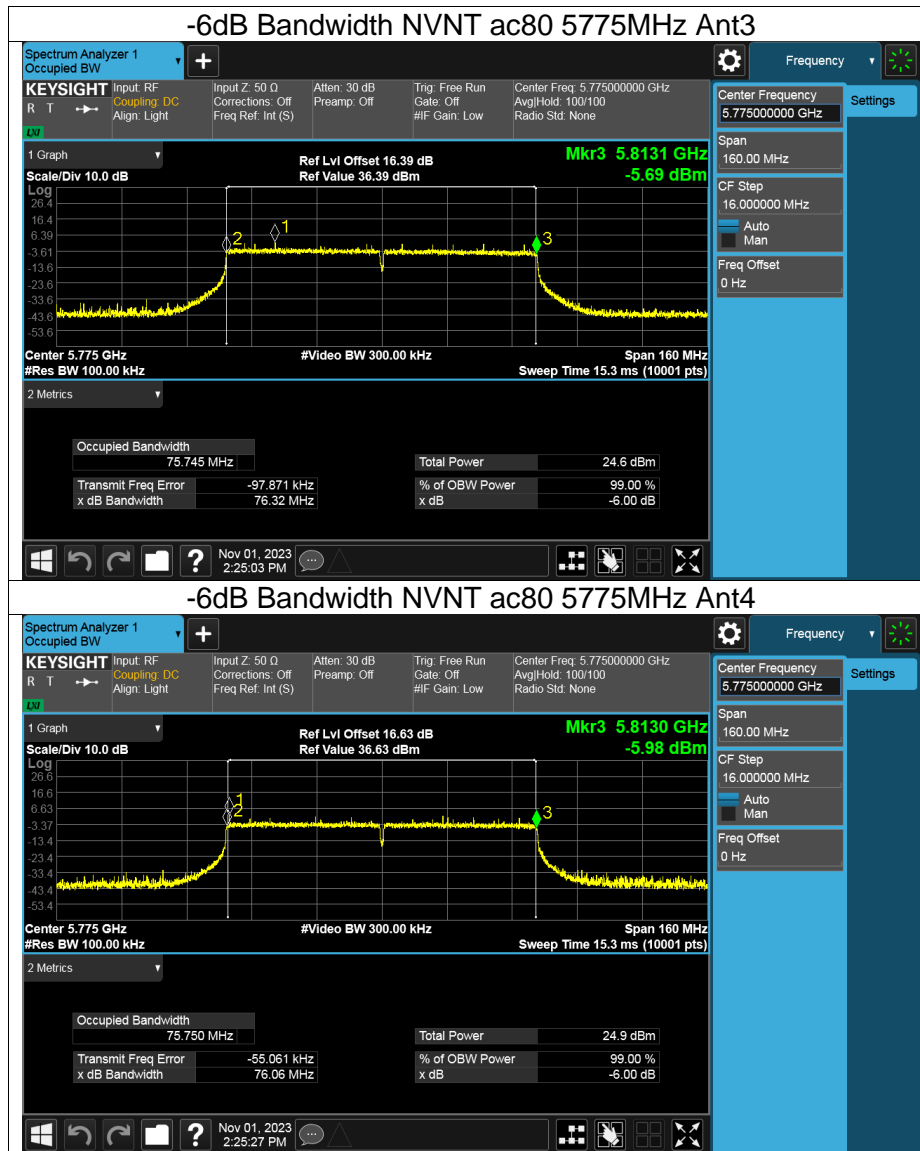 -6dB Bandwidth NVNT ac80 5775MHz Ant3
Spectrum Analyzer 1
Occupied BW
+
Frequency
KEYSIGHT
R T
LXI
Input: RF
Coupling: DC
Align: Light
Input Z: 50 Ω
Corrections: Off
Freq Ref: Int (S)
Atten: 30 dB
Preamp: Off
Trig: Free Run
Gate: Off
#IF Gain: Low
Center Freq: 5.775000000 GHz
Avg|Hold: 100/100
Radio Std: None
Center Frequency
5.775000000 GHz
Settings
Span
160.00 MHz
CF Step
16.000000 MHz
Auto
Man
Freq Offset
0 Hz
1 Graph
Scale/Div 10.0 dB
Ref Lvl Offset 16.39 dB
Ref Value 36.39 dBm
Mkr3 5.8131 GHz
-5.69 dBm
Log
26.4
16.4
6.39
-3.61
-13.6
-23.6
-33.6
-43.6
-53.6
2
1
3
Center 5.775 GHz
#Res BW 100.00 kHz
#Video BW 300.00 kHz
Span 160 MHz
Sweep Time 15.3 ms (10001 pts)
2 Metrics
Occupied Bandwidth
75.745 MHz
Transmit Freq Error -97.871 kHz
x dB Bandwidth 76.32 MHz
Total Power 24.6 dBm
% of OBW Power 99.00 %
x dB -6.00 dB
?
Nov 01, 2023
2:25:03 PM
-6dB Bandwidth NVNT ac80 5775MHz Ant4
Spectrum Analyzer 1
Occupied BW
+
Frequency
KEYSIGHT
R T
LXI
Input: RF
Coupling: DC
Align: Light
Input Z: 50 Ω
Corrections: Off
Freq Ref: Int (S)
Atten: 30 dB
Preamp: Off
Trig: Free Run
Gate: Off
#IF Gain: Low
Center Freq: 5.775000000 GHz
Avg|Hold: 100/100
Radio Std: None
Center Frequency
5.775000000 GHz
Settings
Span
160.00 MHz
CF Step
16.000000 MHz
Auto
Man
Freq Offset
0 Hz
1 Graph
Scale/Div 10.0 dB
Ref Lvl Offset 16.63 dB
Ref Value 36.63 dBm
Mkr3 5.8130 GHz
-5.98 dBm
Log
26.6
16.6
6.63
-3.37
-13.4
-23.4
-33.4
-43.4
-53.4
1
2
3
Center 5.775 GHz
#Res BW 100.00 kHz
#Video BW 300.00 kHz
Span 160 MHz
Sweep Time 15.3 ms (10001 pts)
2 Metrics
Occupied Bandwidth
75.750 MHz
Transmit Freq Error -55.061 kHz
x dB Bandwidth 76.06 MHz
Total Power 24.9 dBm
% of OBW Power 99.00 %
x dB -6.00 dB
?
Nov 01, 2023
2:25:27 PM